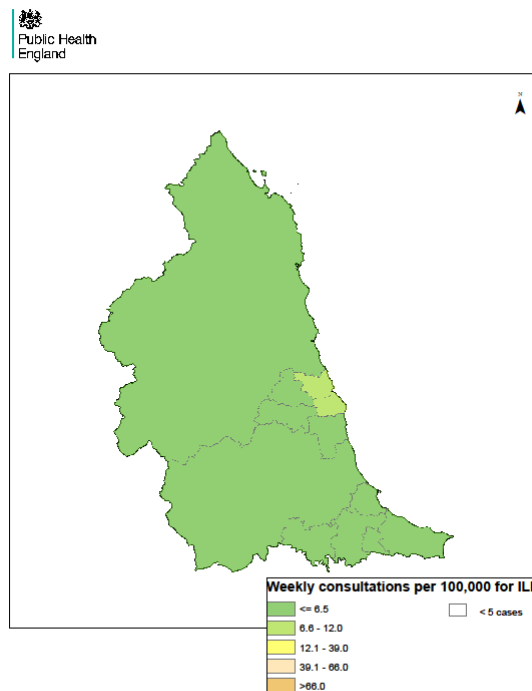 Public Health
England
N
Weekly consultations per 100,000 for ILI
<= 6.5
< 5 cases
6.6 - 12.0
12.1 - 39.0
39.1 - 66.0
>66.0